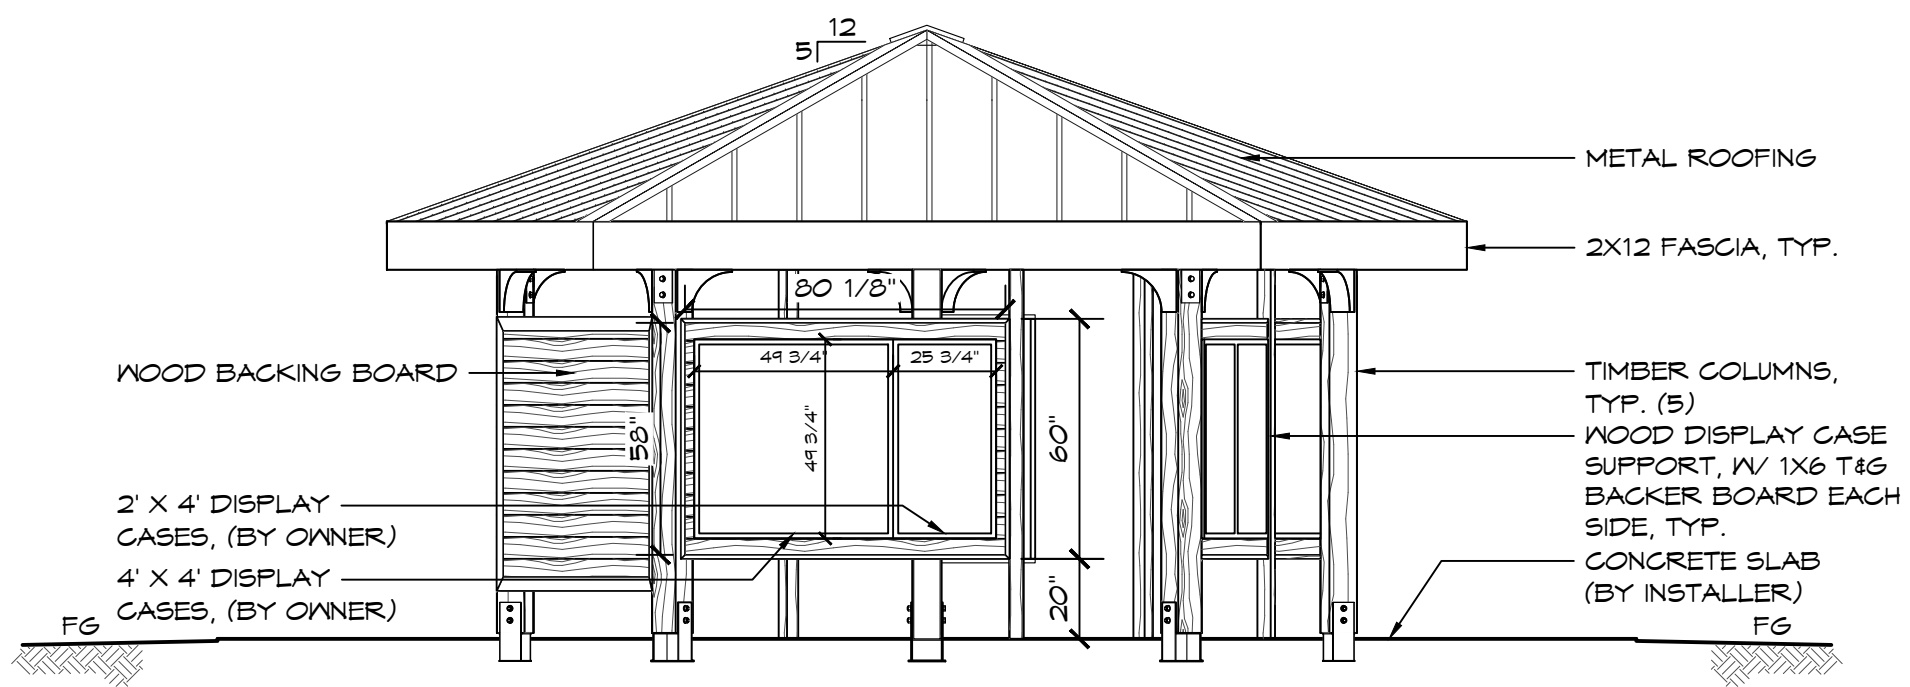 12
5
METAL ROOFING
2X12 FASCIA, TYP.
80 1/8"
WOOD BACKING BOARD
49 3/4"
25 3/4"
TIMBER COLUMNS,
TYP. (5)
58"
49 3/4"
60"
WOOD DISPLAY CASE
SUPPORT, W/ 1X6 T&G
BACKER BOARD EACH
SIDE, TYP.
2' X 4' DISPLAY
CASES, (BY OWNER)
4' X 4' DISPLAY
CASES, (BY OWNER)
20"
CONCRETE SLAB
(BY INSTALLER)
FG
FG